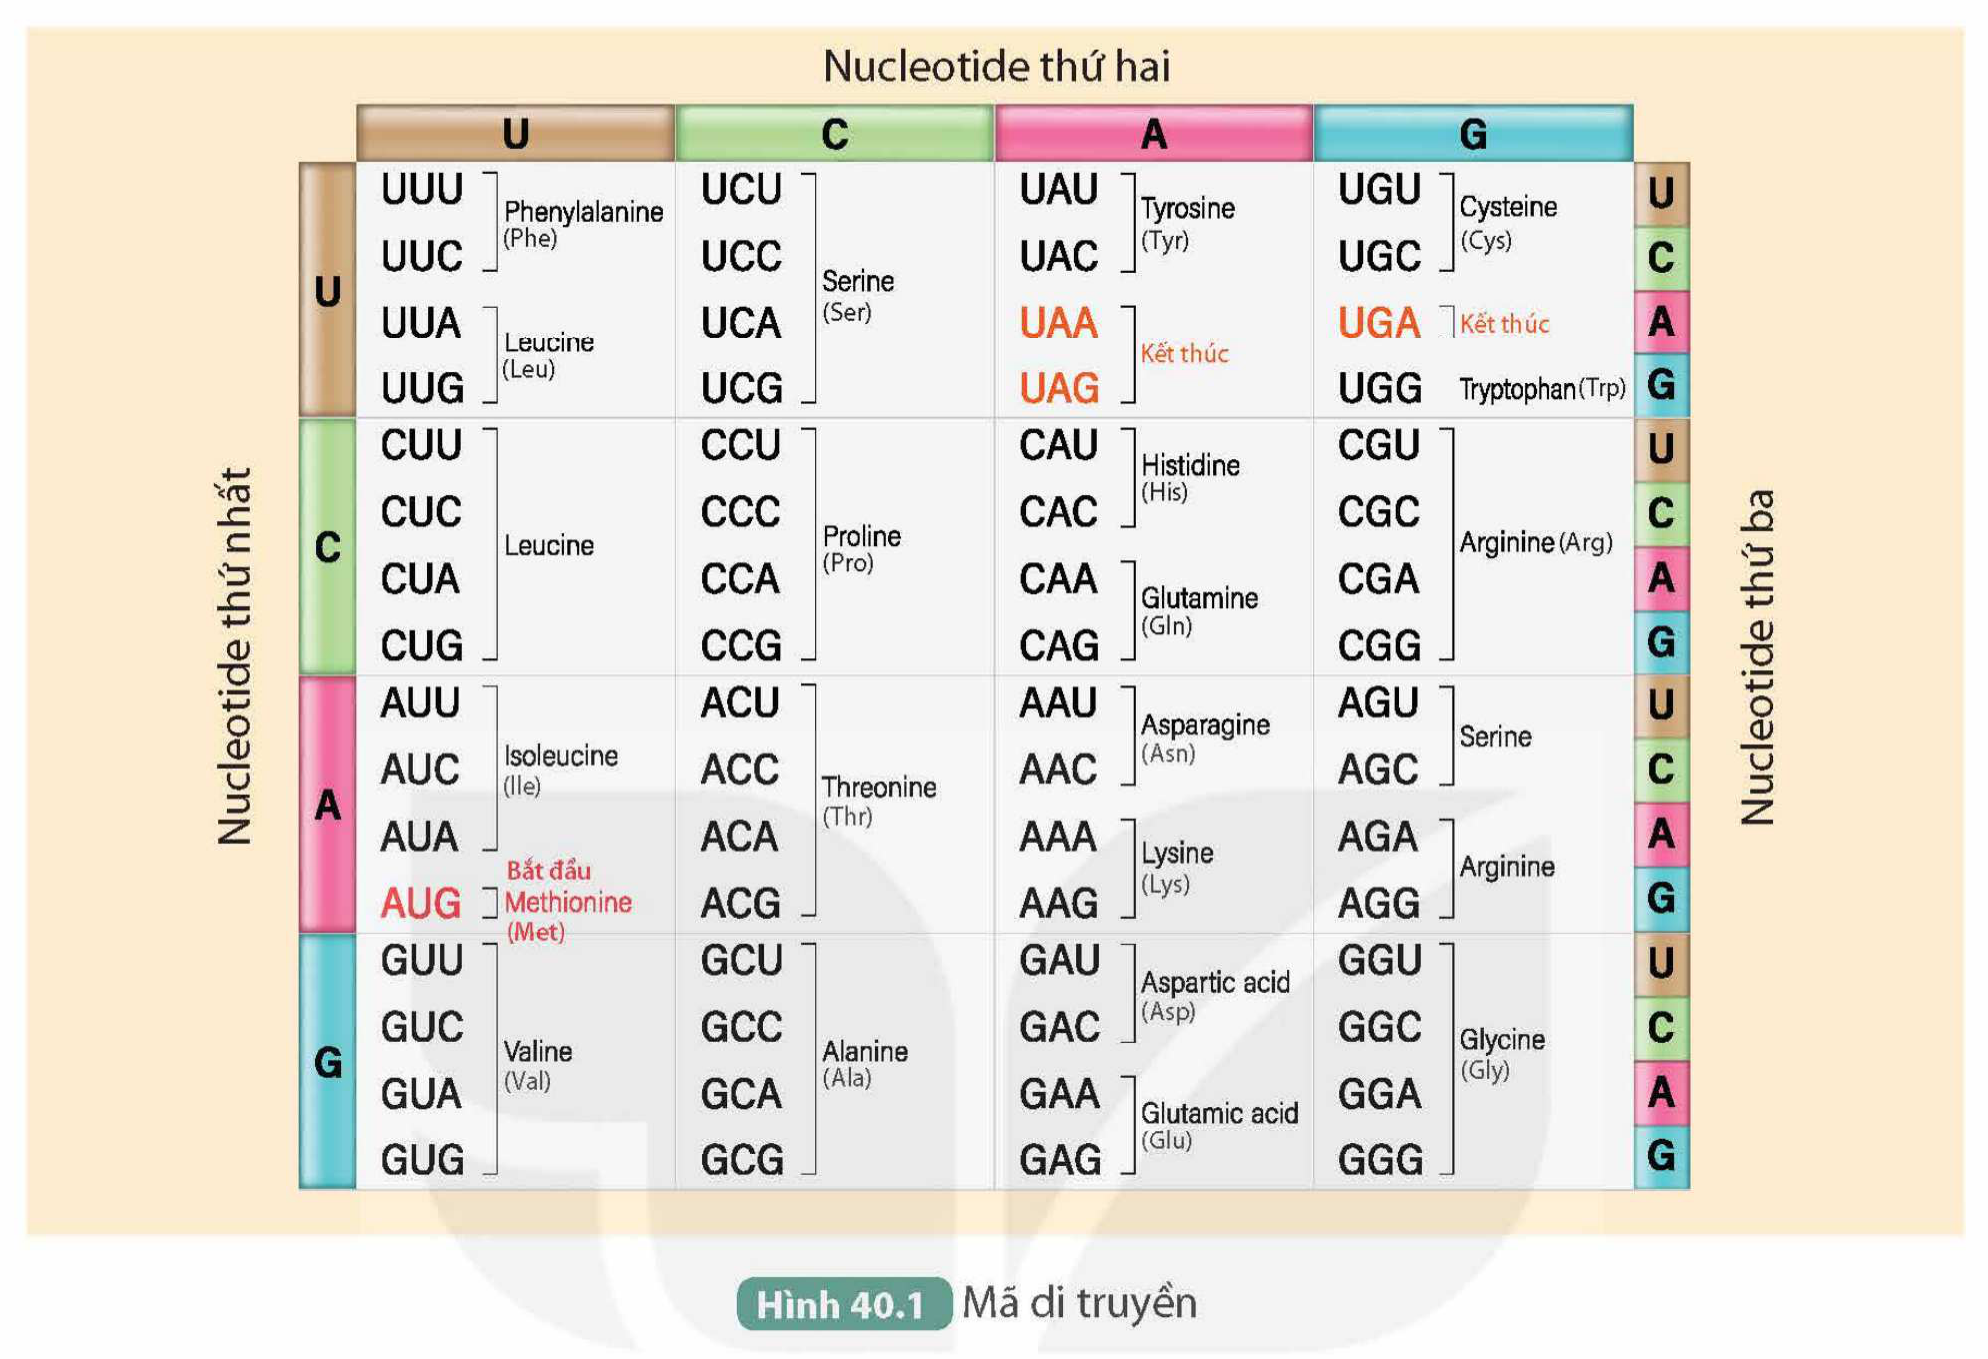 Nucleotide thứ hai
U C A G
Nucleotide thứ nhất
Nucleotide thứ ba
U
UUU
UUC
Phenylalanine
(Phe)
UUA
UUG
Leucine
(Leu)
UCU
UCC
UCA
UCG
Serine
(Ser)
UAU
UAC
Tyrosine
(Tyr)
UAA
UAG
Kết thúc
UGU
UGC
Cysteine
(Cys)
UGA Kết thúc
UGG Tryptophan (Trp)
U
C
A
G
C
CUU
CUC
CUA
CUG
Leucine
CCU
CCC
CCA
CCG
Proline
(Pro)
CAU
CAC
Histidine
(His)
CAA
CAG
Glutamine
(Gln)
CGU
CGC
CGA
CGG
Arginine (Arg)
U
C
A
G
A
AUU
AUC
AUA
Isoleucine
(Ile)
Bắt đầu
AUG Methionine
(Met)
ACU
ACC
ACA
ACG
Threonine
(Thr)
AAU
AAC
Asparagine
(Asn)
AAA
AAG
Lysine
(Lys)
AGU
AGC
Serine
AGA
AGG
Arginine
U
C
A
G
G
GUU
GUC
GUA
GUG
Valine
(Val)
GCU
GCC
GCA
GCG
Alanine
(Ala)
GAU
GAC
Aspartic acid
(Asp)
GAA
GAG
Glutamic acid
(Glu)
GGU
GGC
GGA
GGG
Glycine
(Gly)
U
C
A
G
Hình 40.1 Mã di truyền